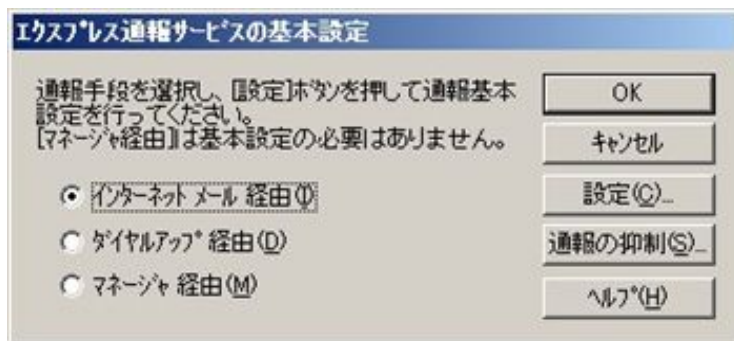 ｴｸｽﾌﾟﾚｽ通報ｻｰﾋﾞｽの基本設定
通報手段を選択し、[設定]ﾎﾞﾀﾝを押して通報基本
設定を行ってください。
[ﾏﾈｰｼﾞｬ経由]は基本設定の必要はありません。
ｲﾝﾀｰﾈｯﾄ ﾒｰﾙ 経由(I)
ﾀﾞｲﾔﾙｱｯﾌﾟ 経由(D)
ﾏﾈｰｼﾞｬ 経由(M)
OK
ｷｬﾝｾﾙ
設定(C)...
通報の抑制(S)...
ﾍﾙﾌﾟ(H)